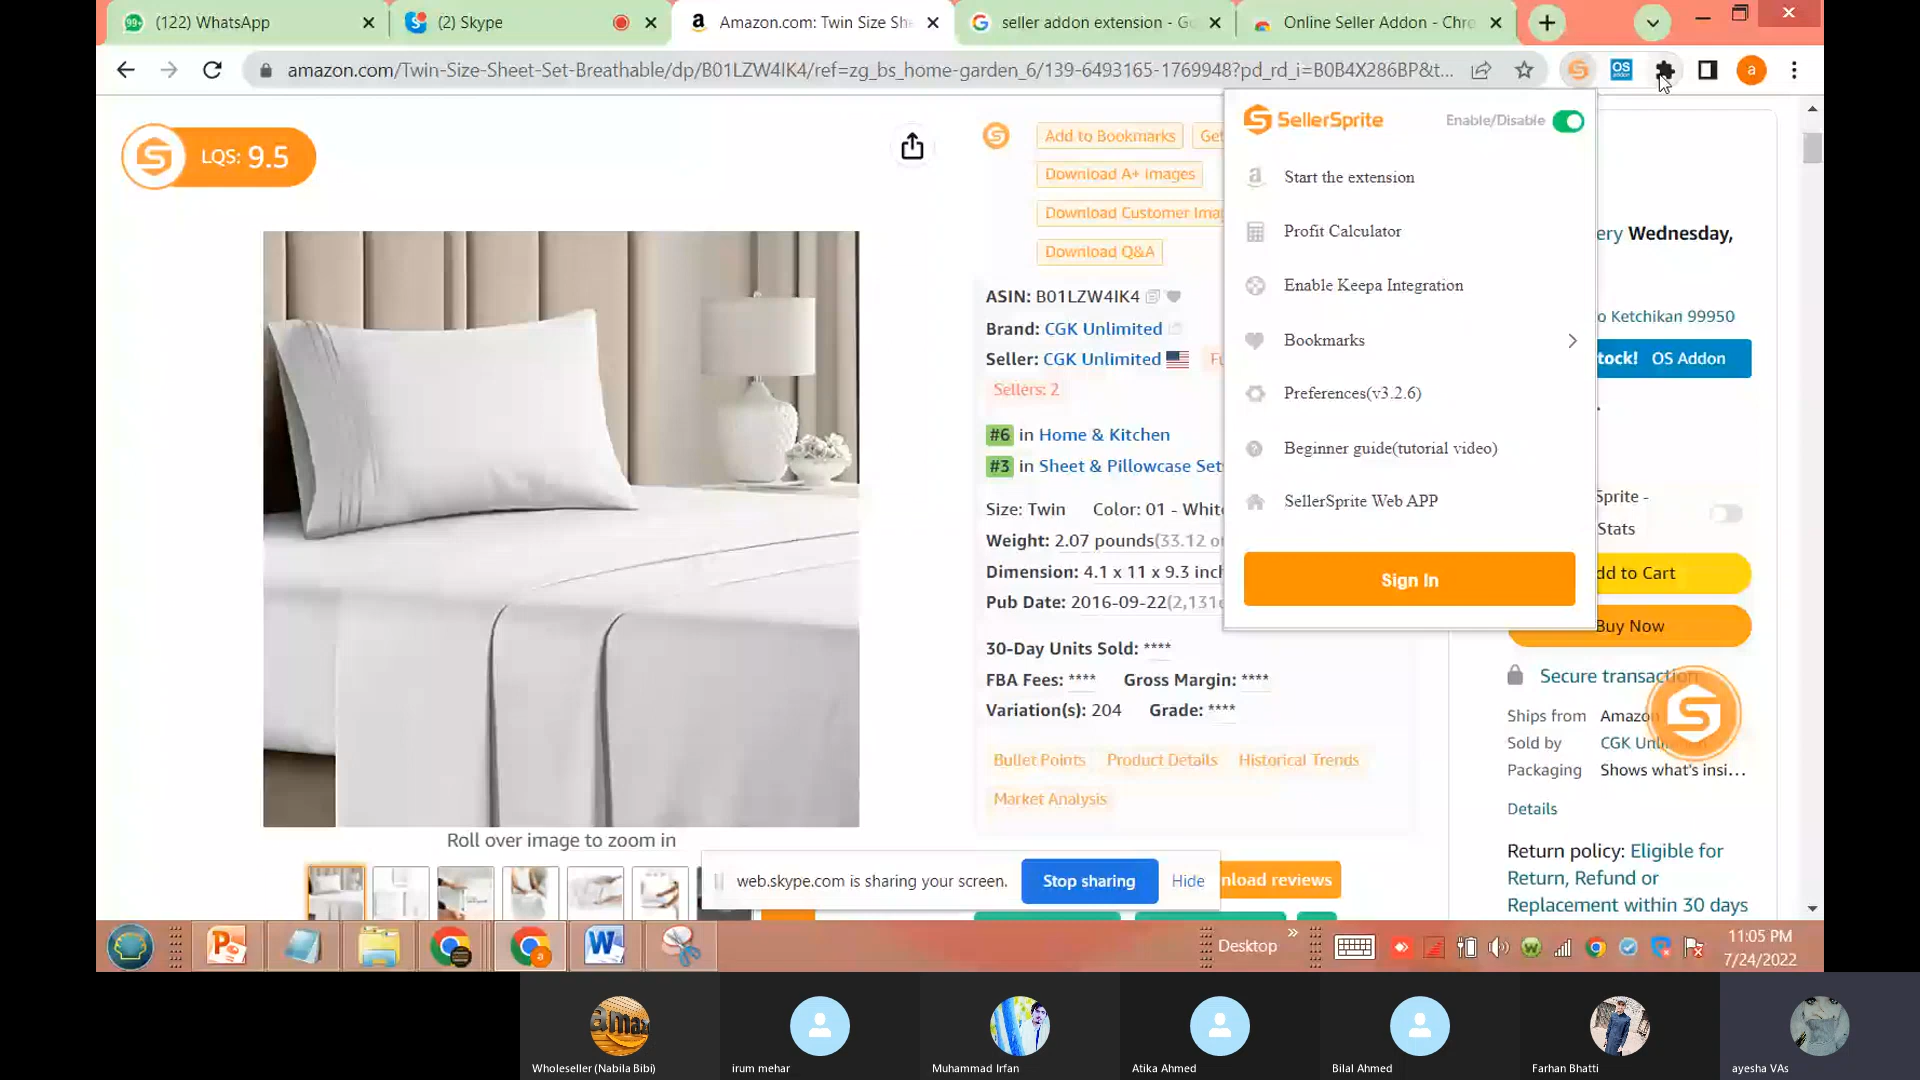 (122) WhatsApp
(2) Skype
Amazon.com: Twin Size She
seller addon extension - Go
Online Seller Addon - Chro
amazon.com/Twin-Size-Sheet-Set-Breathable/dp/B01LZW4IK4/ref=zg_bs_home-garden_6/139-6493165-1769948?pd_rd_i=B0B4X286BP&t...
OS
a
LQS: 9.5
Add to Bookmarks
Get
Download A+ Images
Download Customer Imag
Download Q&A
ASIN: B01LZW4IK4
Brand: CGK Unlimited
Seller: CGK Unlimited
Sellers: 2
#6 in Home & Kitchen
#3 in Sheet & Pillowcase Set
Size: Twin Color: 01 - White
Weight: 2.07 pounds(33.12 o
Dimension: 4.1 x 11 x 9.3 inch
Pub Date: 2016-09-22(2,131
30-Day Units Sold: ****
FBA Fees: **** Gross Margin: ****
Variation(s): 204 Grade: ****
Bullet Points Product Details Historical Trends
Market Analysis
SellerSprite
Enable/Disable
Start the extension
Profit Calculator
Enable Keepa Integration
Bookmarks
Preferences(v3.2.6)
Beginner guide(tutorial video)
SellerSprite Web APP
Sign In
ery Wednesday,
o Ketchikan 99950
tock! OS Addon
Sprite -
Stats
dd to Cart
Buy Now
Secure transaction
Ships from Amazon
Sold by CGK Unli
Packaging Shows what's insi...
Details
Return policy: Eligible for
Return, Refund or
Replacement within 30 days
Roll over image to zoom in
web.skype.com is sharing your screen.
Stop sharing
Hide
nload reviews
Desktop
11:05 PM
7/24/2022
Wholeseller (Nabila Bibi)
irum mehar
Muhammad Irfan
Atika Ahmed
Bilal Ahmed
Farhan Bhatti
ayesha VAs